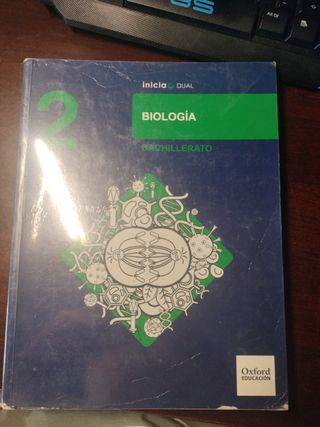 inicia DUAL
2
BIOLOGÍA
BACHILLERATO
Oxford
EDUCACIÓN